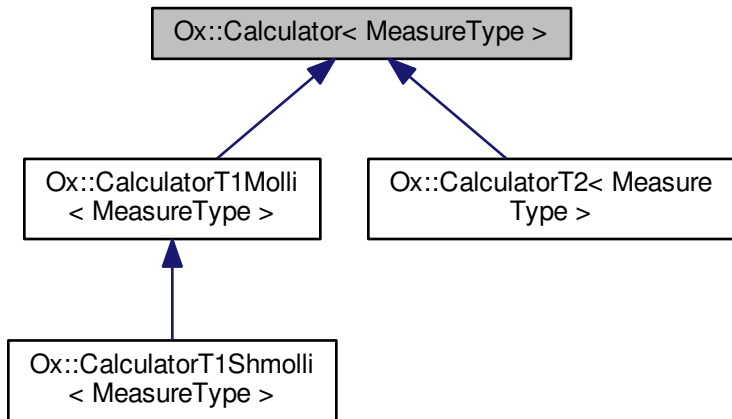 Ox::Calculator< MeasureType >
Ox::CalculatorT1Molli
< MeasureType >
Ox::CalculatorT2< Measure
Type >
Ox::CalculatorT1Shmolli
< MeasureType >